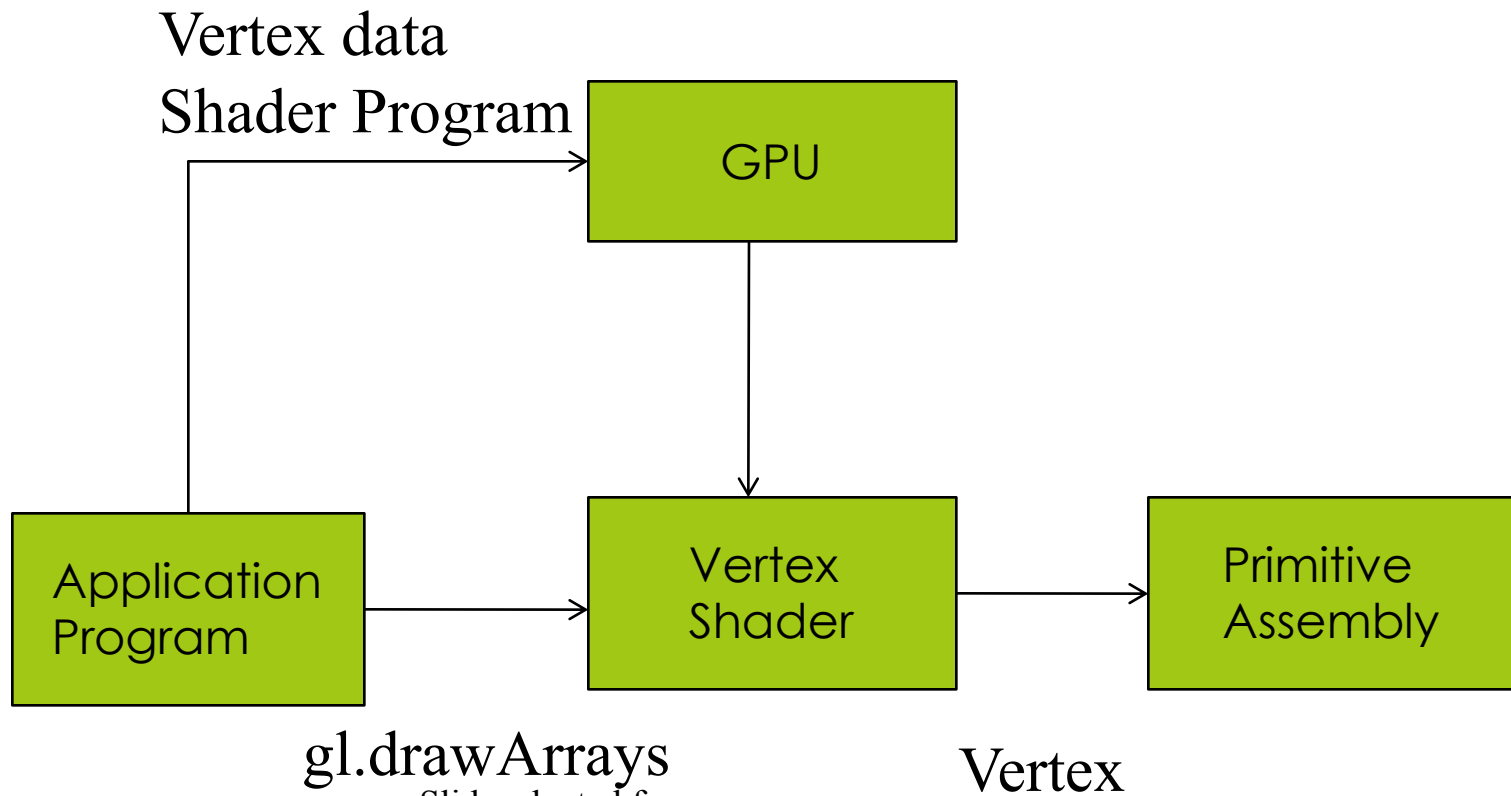 Vertex data
Shader Program
GPU
Application
Program
Vertex
Shader
Primitive
Assembly
gl.drawArrays
Vertex